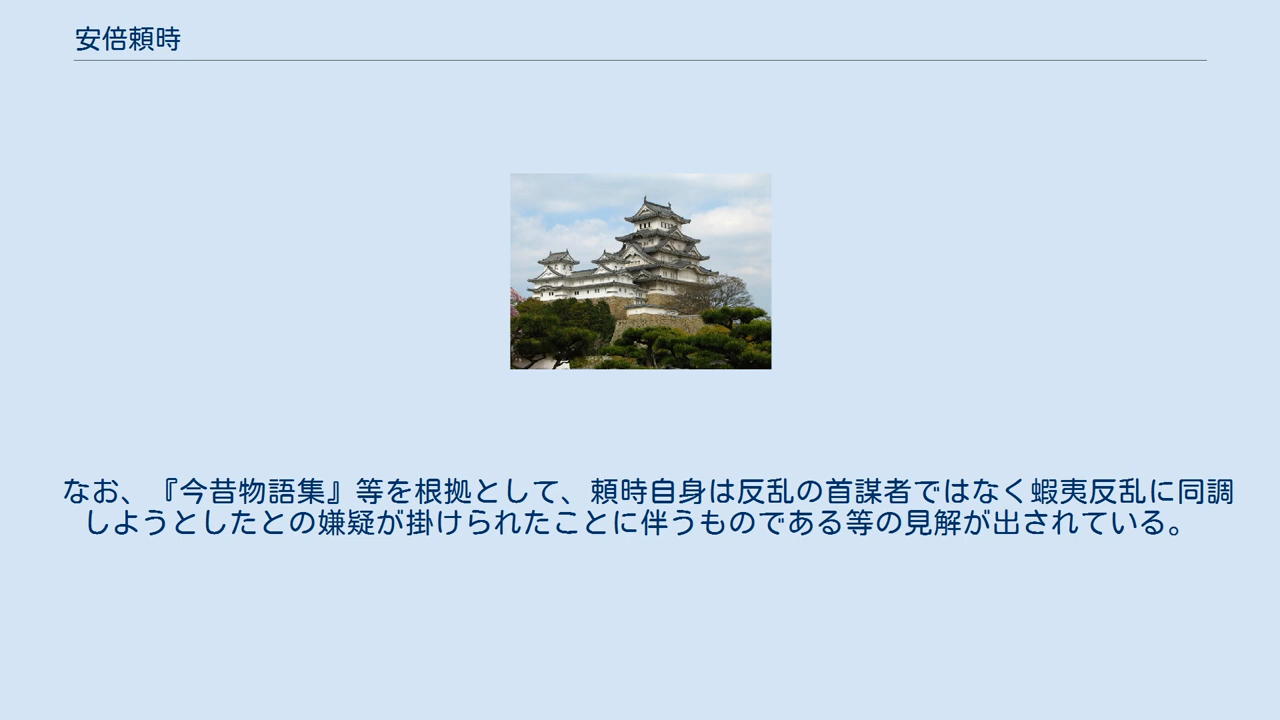 安倍頼時
なお、『今昔物語集』等を根拠として、頼時自身は反乱の首謀者ではなく蝦夷反乱に同調
しようとしたとの嫌疑が掛けられたことに伴うものである等の見解が出されている。